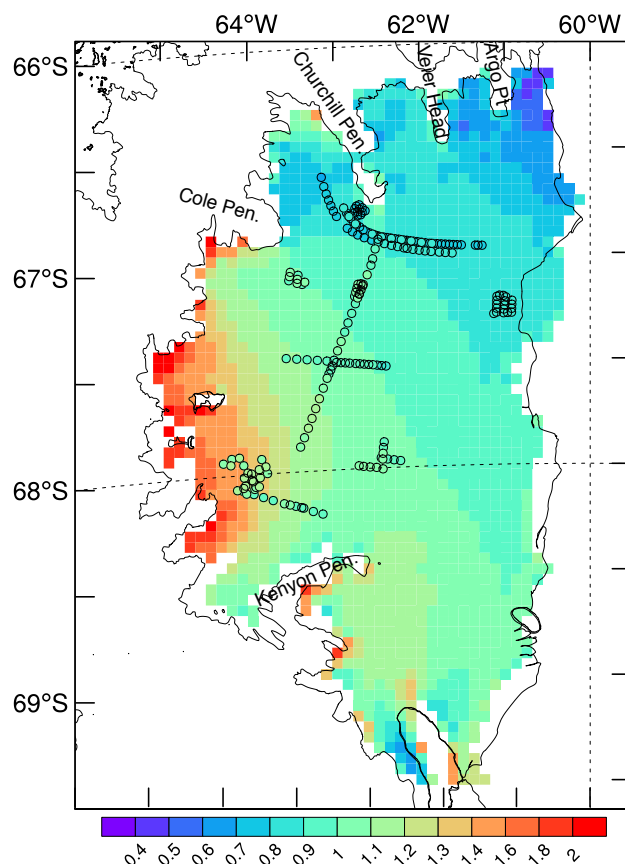 64°W 62°W 60°W
66°S
Churchill Pen.
Veier Head
Argo Pt
Cole Pen.
67°S
68°S
Kenyon Pen.
69°S
0.4 0.5 0.6 0.7 0.8 0.9 1 1.1 1.2 1.3 1.4 1.6 1.8 2